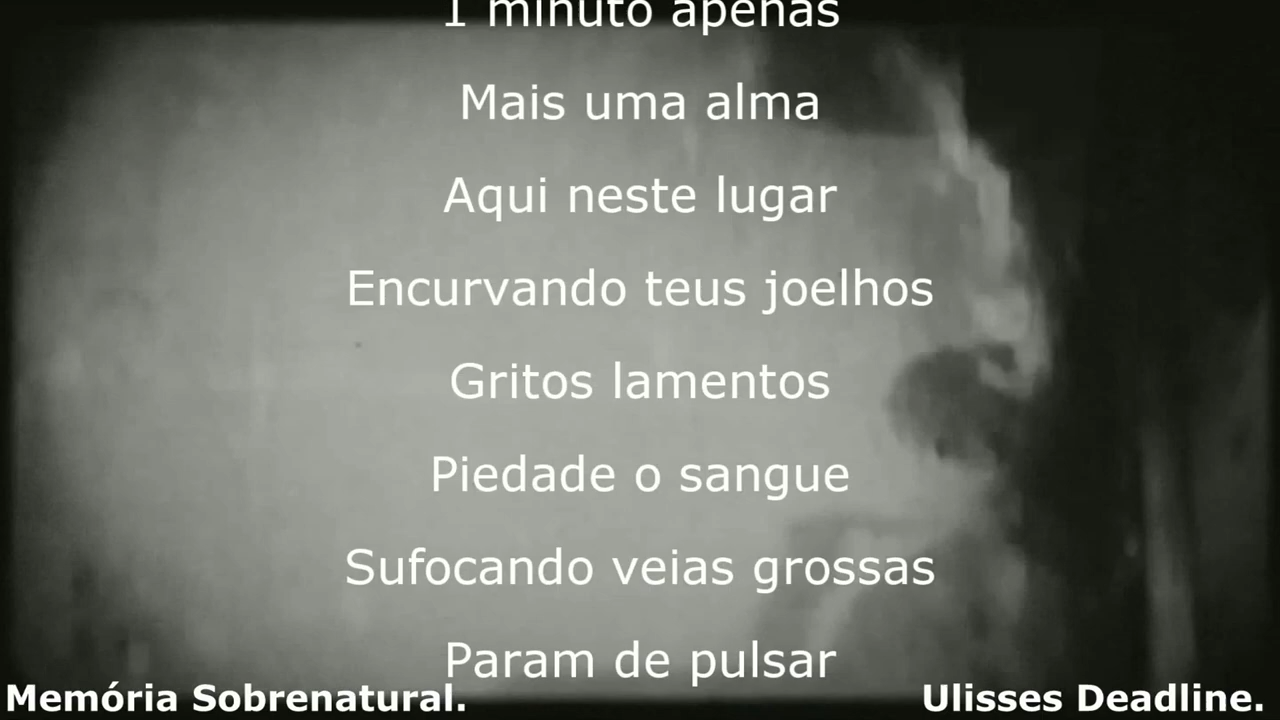 1 minuto apenas
Mais uma alma
Aqui neste lugar
Encurvando teus joelhos
Gritos lamentos
Piedade o sangue
Sufocando veias grossas
Param de pulsar
Memória Sobrenatural.
Ulisses Deadline.